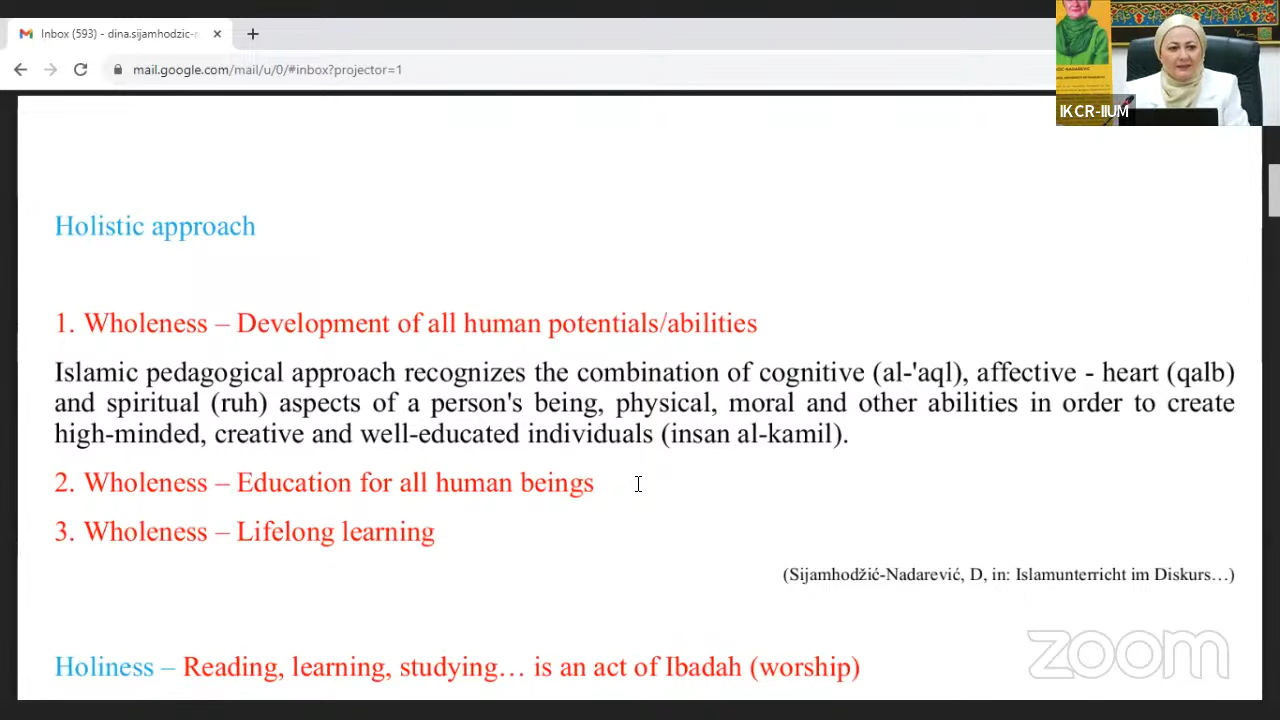 Inbox (593) - dina.sijamhodzic-
mail.google.com/mail/u/0/#inbox?projector=1
IKCR-IIUM
Holistic approach
1. Wholeness – Development of all human potentials/abilities
Islamic pedagogical approach recognizes the combination of cognitive (al-'aql), affective - heart (qalb)
and spiritual (ruh) aspects of a person's being, physical, moral and other abilities in order to create
high-minded, creative and well-educated individuals (insan al-kamil).
2. Wholeness – Education for all human beings
3. Wholeness – Lifelong learning
(Sijamhodžić-Nadarević, D, in: Islamunterricht im Diskurs…)
Holiness – Reading, learning, studying… is an act of Ibadah (worship)
zoom